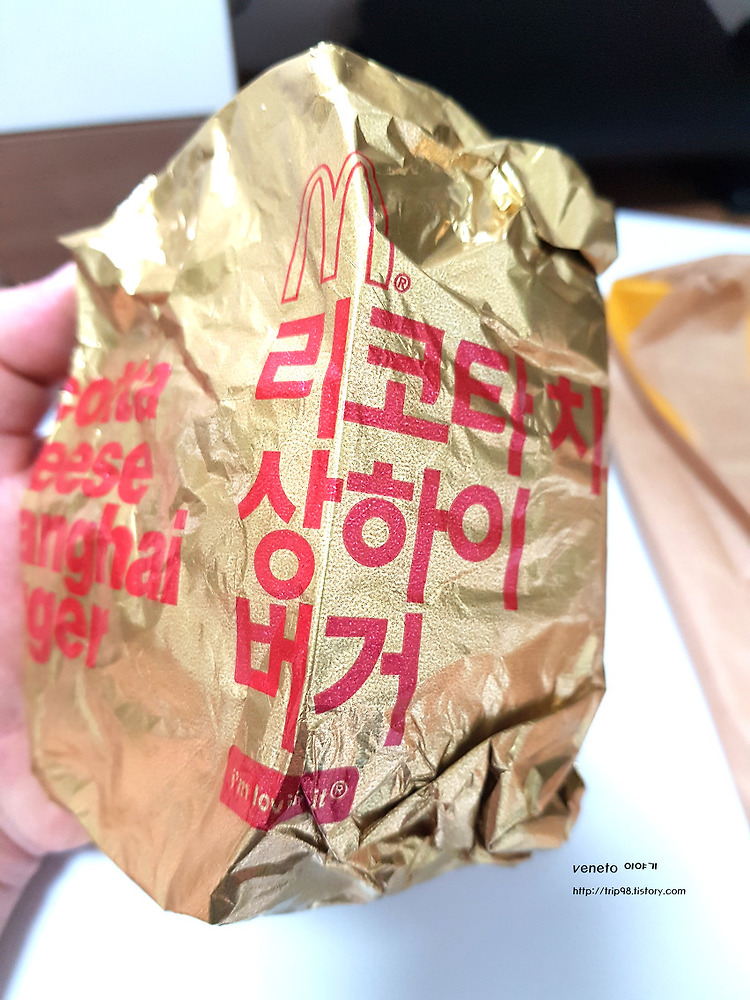 리코타치
상하이
버거
i'm lovin' it®
eese
anghai
ger
veneto 이야기
http://trip98.tistory.com